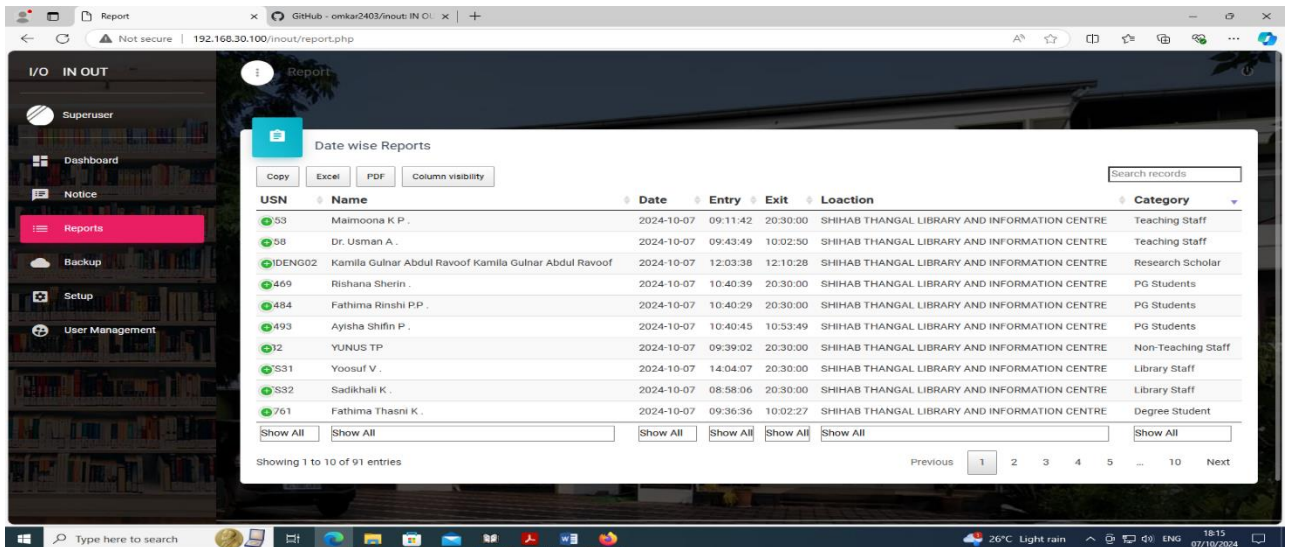 Report
GitHub - omkar2403/inout: IN OU
Not secure | 192.168.30.100/inout/report.php
I/O IN OUT
Report
Superuser
Dashboard
Notice
Reports
Backup
Setup
User Management
Date wise Reports
Copy Excel PDF Column visibility Search records
USN Name Date Entry Exit Loaction Category
53 Maimoona K P . 2024-10-07 09:11:42 20:30:00 SHIHAB THANGAL LIBRARY AND INFORMATION CENTRE Teaching Staff
58 Dr. Usman A . 2024-10-07 09:43:49 10:02:50 SHIHAB THANGAL LIBRARY AND INFORMATION CENTRE Teaching Staff
DENG02 Kamila Gulnar Abdul Ravoof Kamila Gulnar Abdul Ravoof 2024-10-07 12:03:38 12:10:28 SHIHAB THANGAL LIBRARY AND INFORMATION CENTRE Research Scholar
469 Rishana Sherin . 2024-10-07 10:40:39 20:30:00 SHIHAB THANGAL LIBRARY AND INFORMATION CENTRE PG Students
484 Fathima Rinshi P.P . 2024-10-07 10:40:29 20:30:00 SHIHAB THANGAL LIBRARY AND INFORMATION CENTRE PG Students
493 Ayisha Shifin P . 2024-10-07 10:40:45 10:53:49 SHIHAB THANGAL LIBRARY AND INFORMATION CENTRE PG Students
YUNUS TP 2024-10-07 09:39:02 20:30:00 SHIHAB THANGAL LIBRARY AND INFORMATION CENTRE Non-Teaching Staff
S31 Yoosuf V . 2024-10-07 14:04:07 20:30:00 SHIHAB THANGAL LIBRARY AND INFORMATION CENTRE Library Staff
S32 Sadikhali K . 2024-10-07 08:58:06 20:30:00 SHIHAB THANGAL LIBRARY AND INFORMATION CENTRE Library Staff
761 Fathima Thasni K . 2024-10-07 09:36:36 10:02:27 SHIHAB THANGAL LIBRARY AND INFORMATION CENTRE Degree Student
Show All Show All Show All Show All Show All Show All Show All
Showing 1 to 10 of 91 entries Previous 1 2 3 4 5 ... 10 Next
Type here to search 26°C Light rain ENG 18:15
07/10/2024